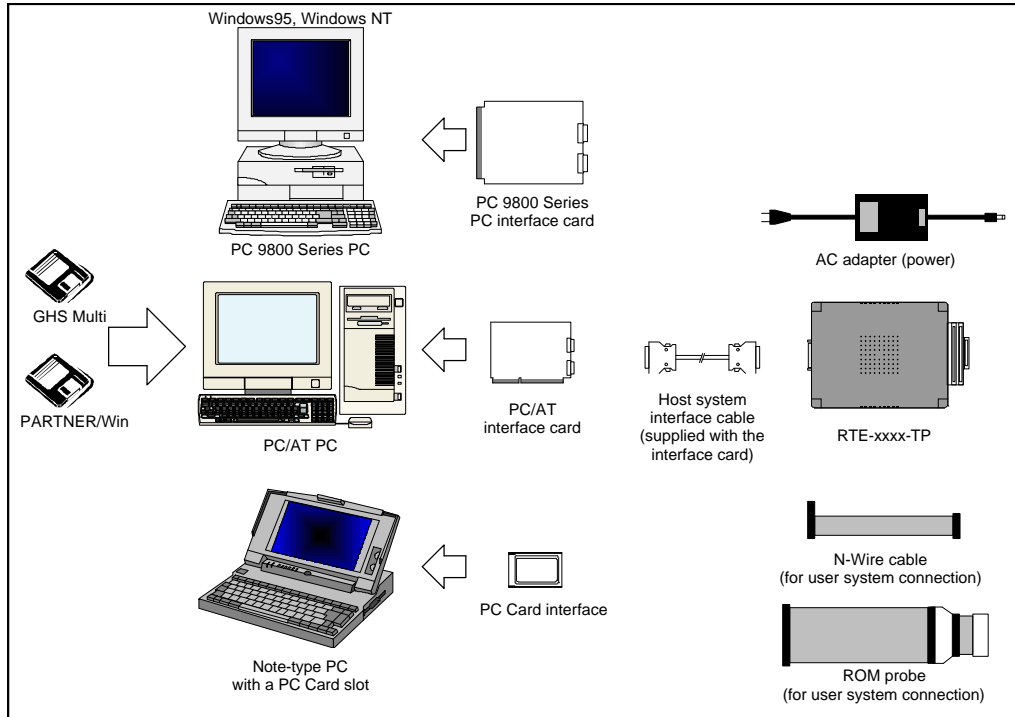 Windows95, Windows NT
PC 9800 Series
PC interface card
PC 9800 Series PC
AC adapter (power)
GHS Multi
PARTNER/Win
PC/AT PC
PC/AT
interface card
Host system
interface cable
(supplied with the
interface card)
RTE-xxxx-TP
N-Wire cable
(for user system connection)
PC Card interface
Note-type PC
with a PC Card slot
ROM probe
(for user system connection)